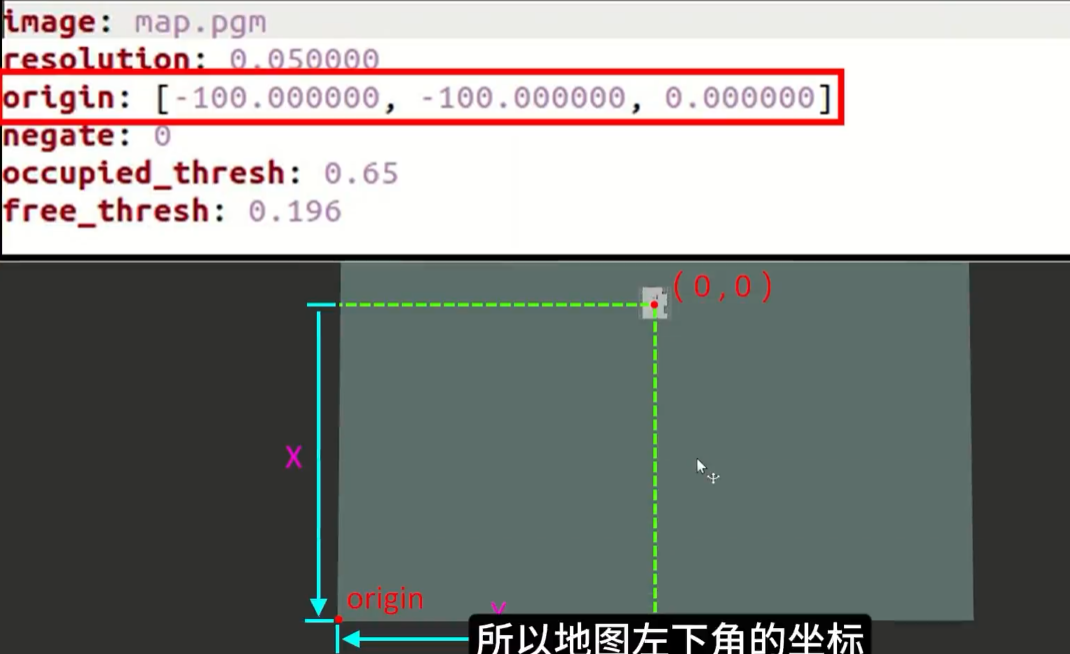 image: map.pgm
resolution: 0.050000
origin: [-100.000000, -100.000000, 0.000000]
negate: 0
occupied_thresh: 0.65
free_thresh: 0.196
(0,0)
X
origin
Y
所以地图左下角的坐标